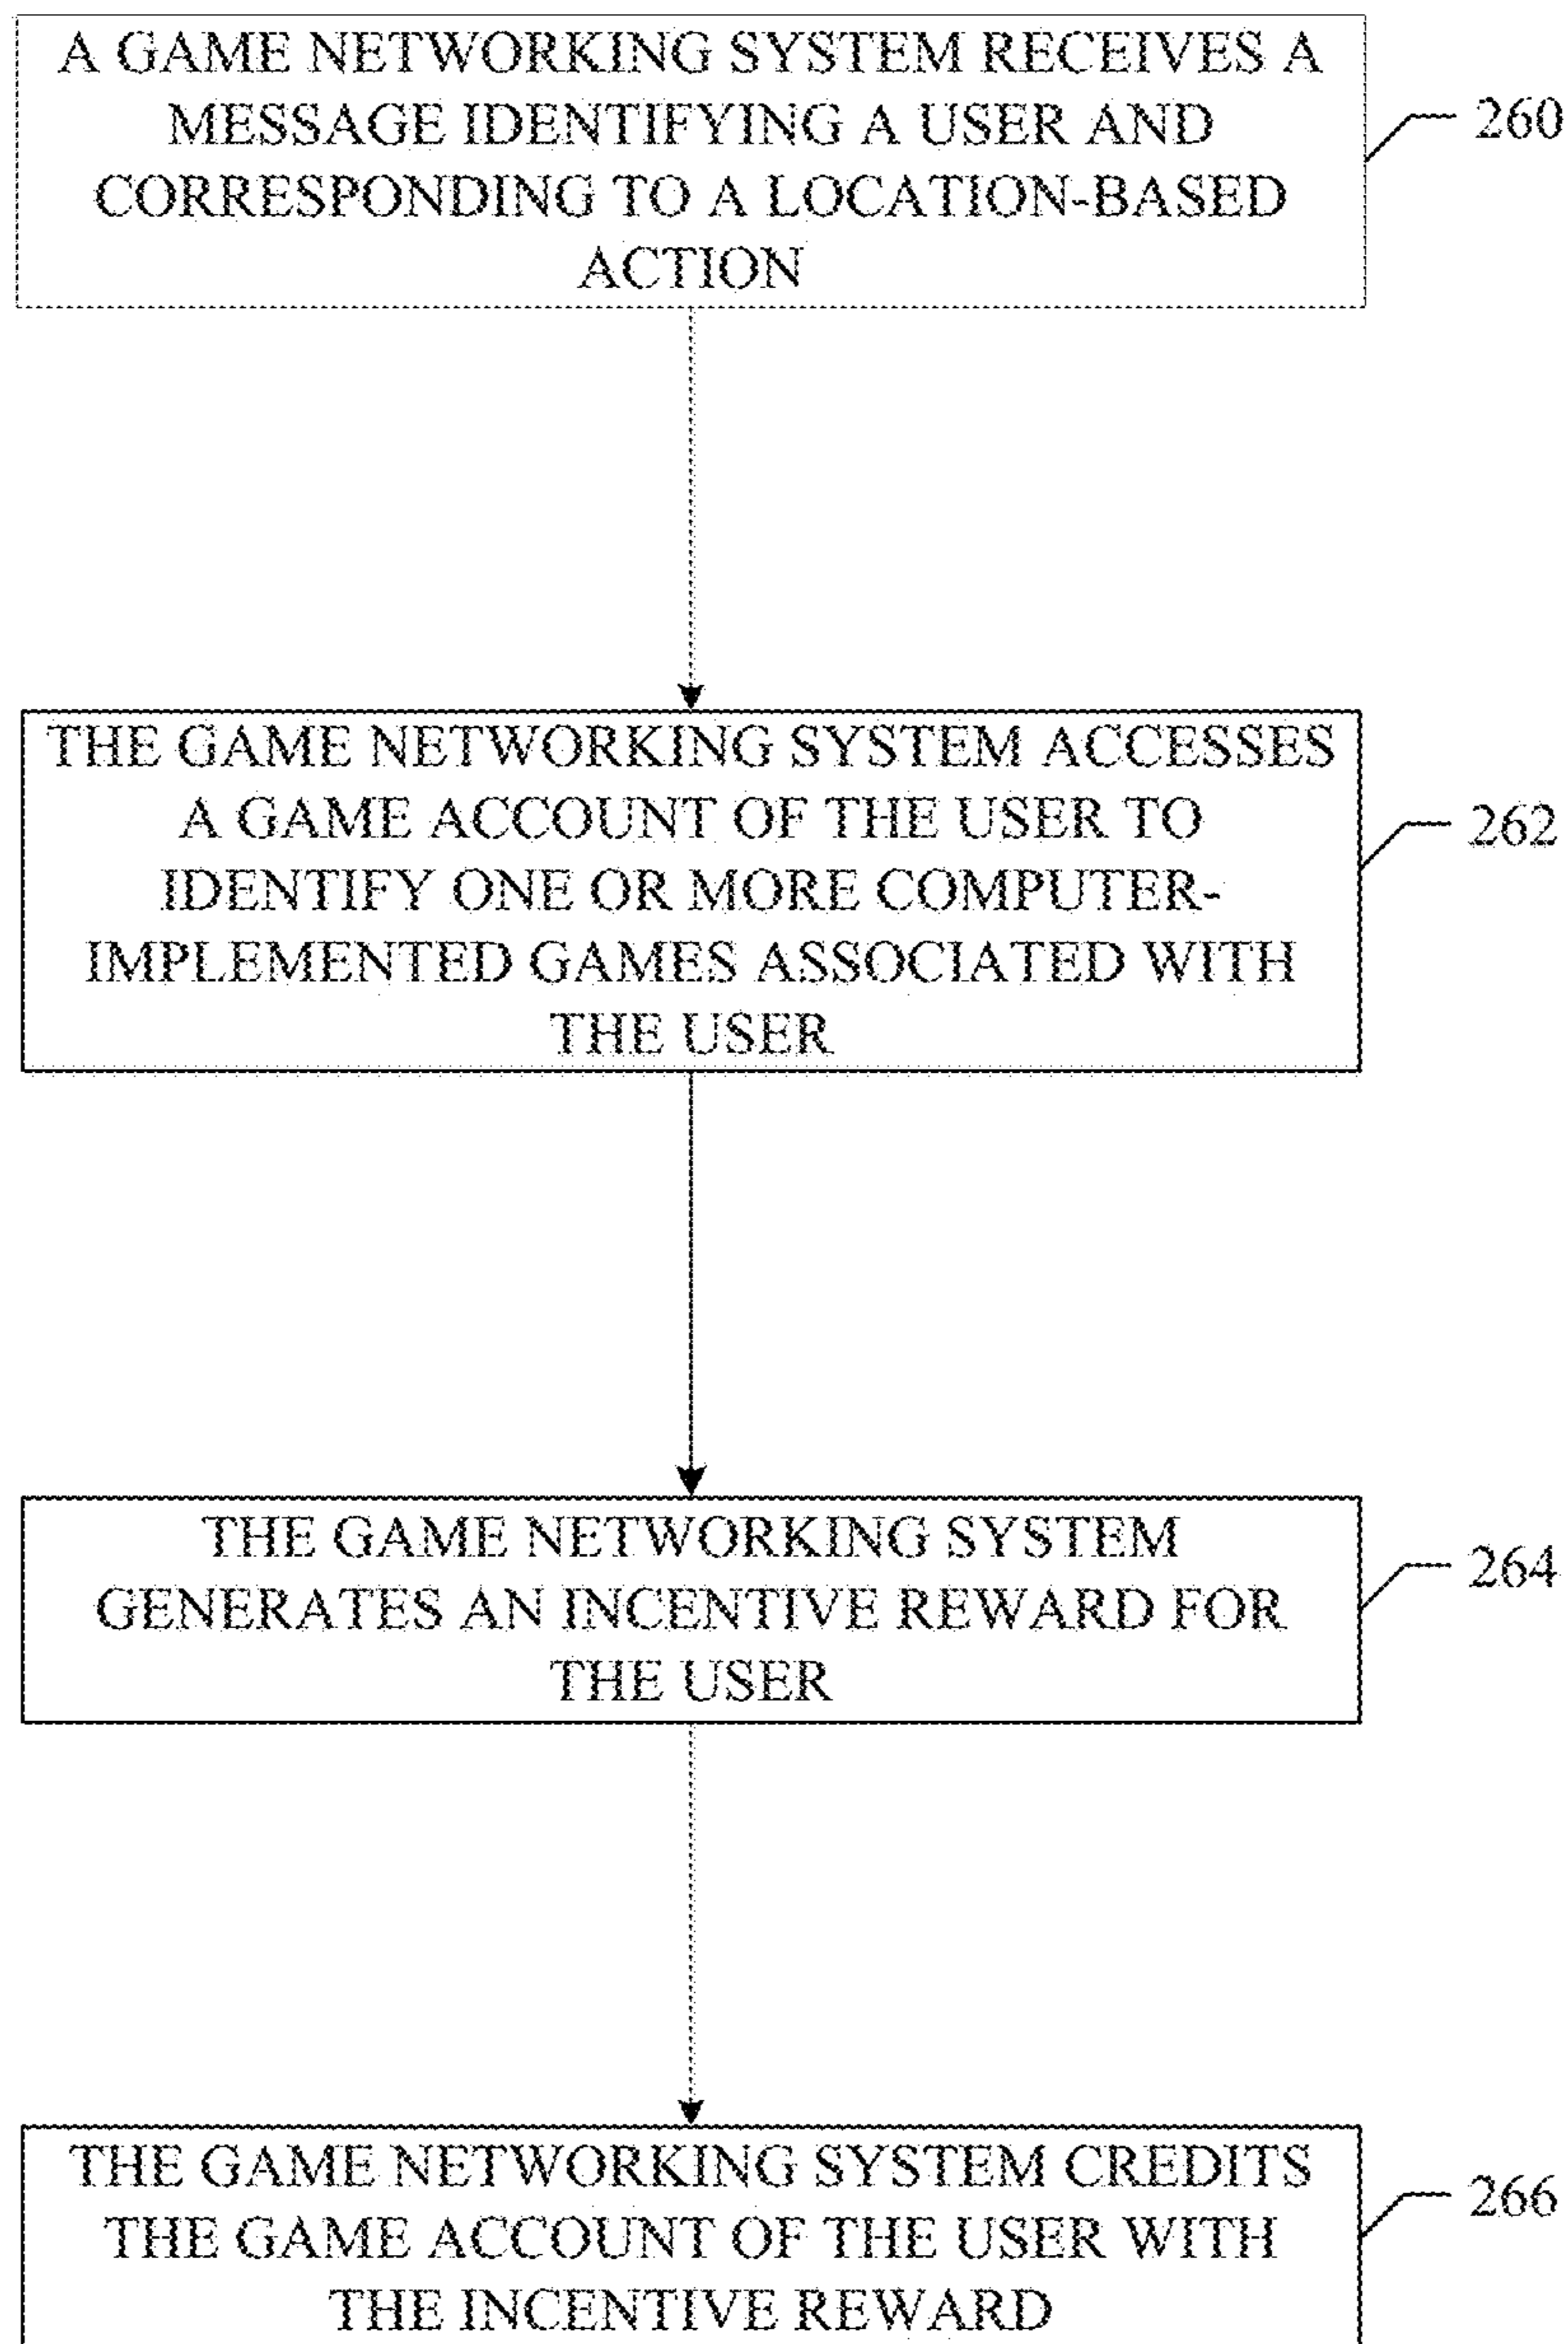 A GAME NETWORKING SYSTEM RECEIVES A
MESSAGE IDENTIFYING A USER AND
CORRESPONDING TO A LOCATION-BASED
ACTION
260
THE GAME NETWORKING SYSTEM ACCESSES
A GAME ACCOUNT OF THE USER TO
IDENTIFY ONE OR MORE COMPUTER-
IMPLEMENTED GAMES ASSOCIATED WITH
THE USER
262
THE GAME NETWORKING SYSTEM
GENERATES AN INCENTIVE REWARD FOR
THE USER
264
THE GAME NETWORKING SYSTEM CREDITS
THE GAME ACCOUNT OF THE USER WITH
THE INCENTIVE REWARD
266